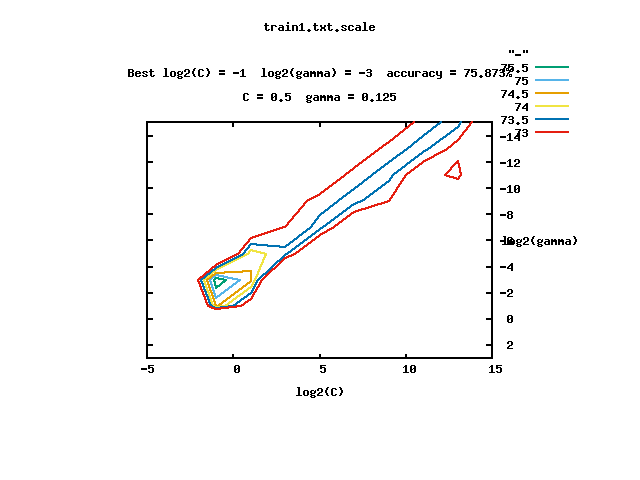 train1.txt.scale
"-"
Best log2(C) = -1  log2(gamma) = -3  accuracy = 75.873%
75.5
75
74.5
C = 0.5  gamma = 0.125
74
73.5
73
-14
-12
-10
-8
-6
log2(gamma)
-4
-2
0
2
-5 0 5 10 15
log2(C)